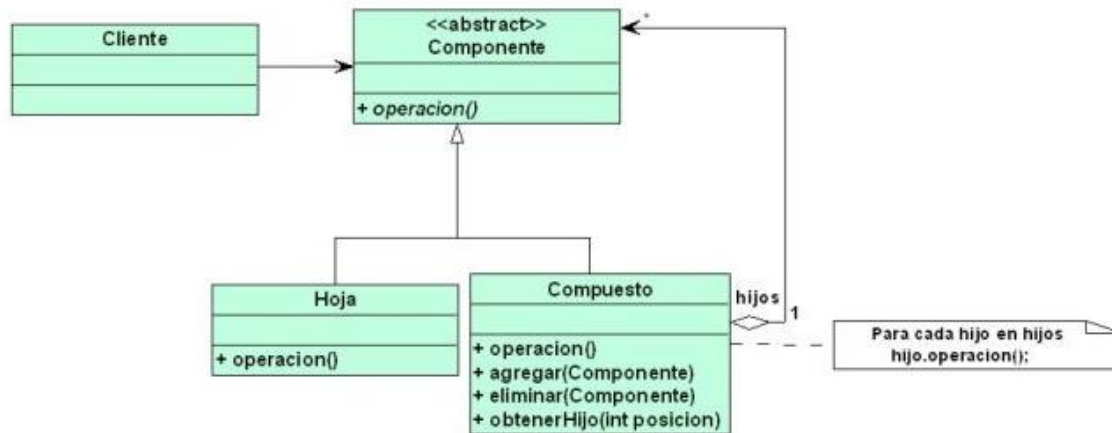 Cliente
<<abstract>>
Componente
+ operacion()
*
Hoja
+ operacion()
Compuesto
+ operacion()
+ agregar(Componente)
+ eliminar(Componente)
+ obtenerHijo(int posicion)
hijos
1
Para cada hijo en hijos
hijo.operacion();